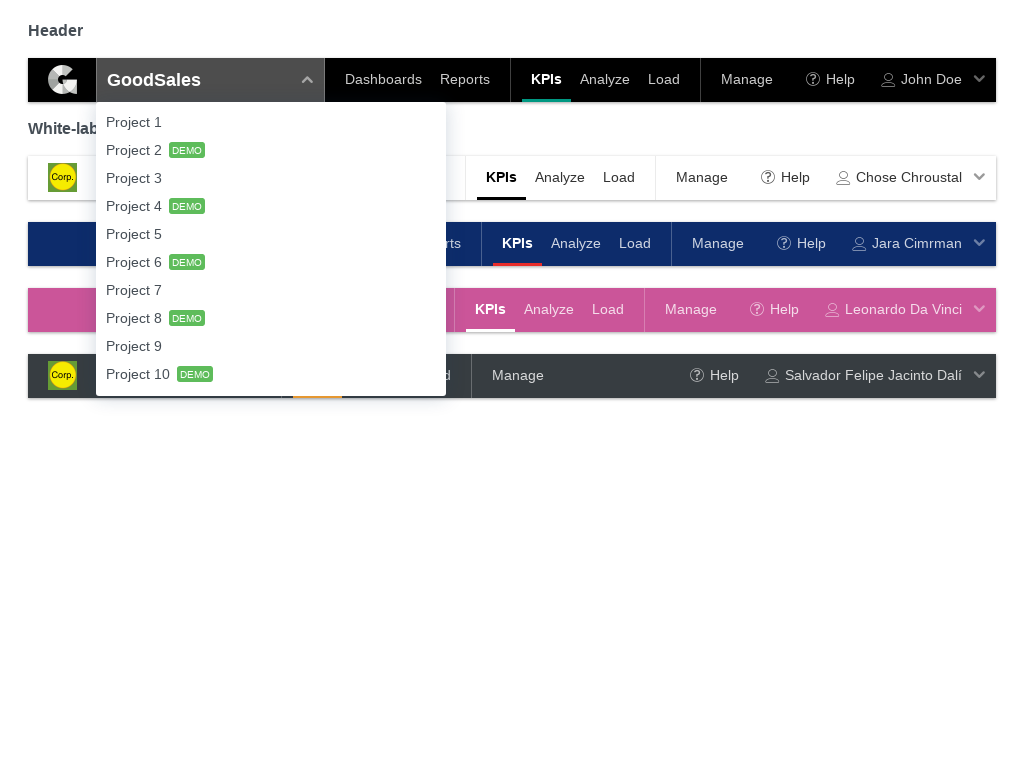 Header
GoodSales Dashboards Reports KPIs Analyze Load Manage Help John Doe
Project 1
White-lab
Project 2 DEMO
Corp. Project 3 KPIs Analyze Load Manage Help Chose Chroustal
Project 4 DEMO
Project 5 rts KPIs Analyze Load Manage Help Jara Cimrman
Project 6 DEMO
Project 7
Project 8 DEMO KPIs Analyze Load Manage Help Leonardo Da Vinci
Project 9
Corp. Project 10 DEMO d Manage Help Salvador Felipe Jacinto Dalí